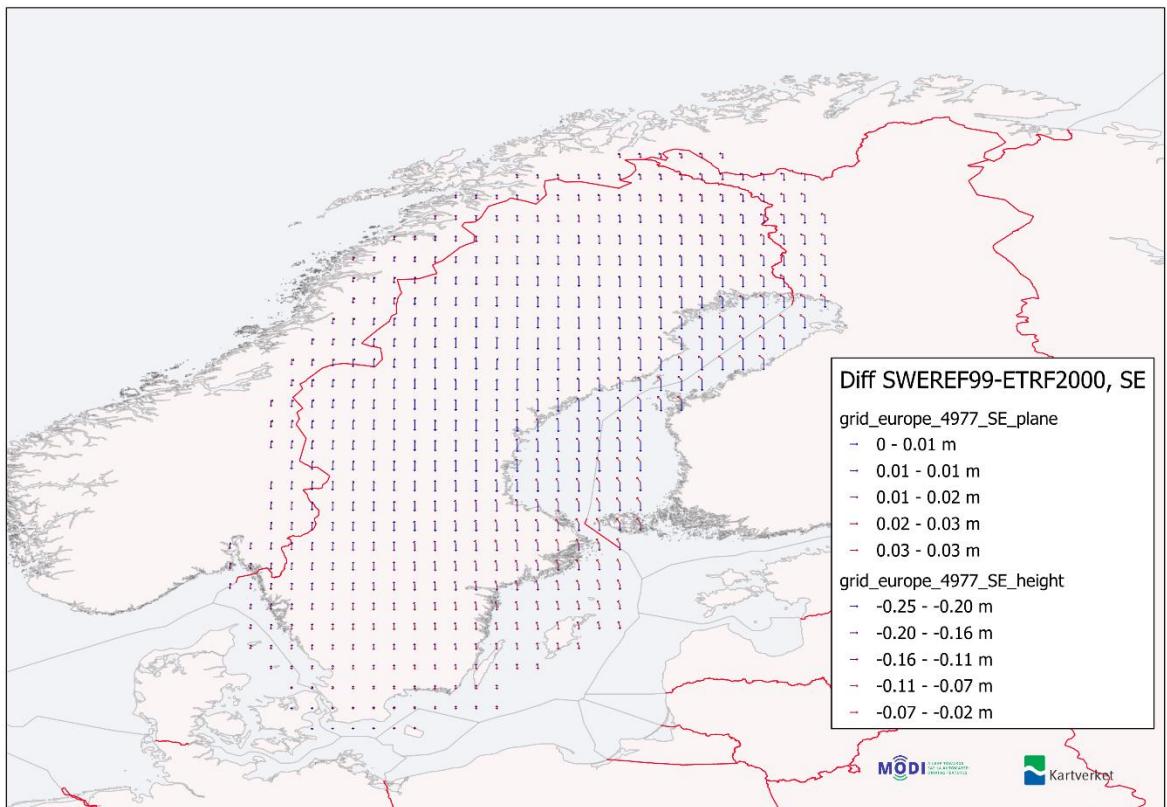 Diff SWEREF99-ETRF2000, SE
grid_europe_4977_SE_plane
0 - 0.01 m
0.01 - 0.01 m
0.01 - 0.02 m
0.02 - 0.03 m
0.03 - 0.03 m
grid_europe_4977_SE_height
-0.25 - -0.20 m
-0.20 - -0.16 m
-0.16 - -0.11 m
-0.11 - -0.07 m
-0.07 - -0.02 m
MODI
Kartverket